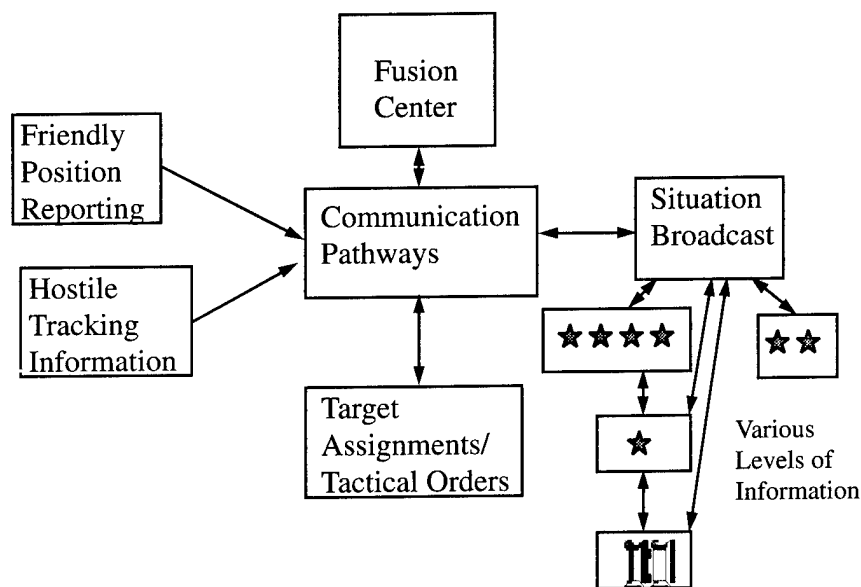 Fusion
Center
Friendly
Position
Reporting
Communication
Pathways
Situation
Broadcast
Hostile
Tracking
Information
Target
Assignments/
Tactical Orders
Various
Levels of
Information